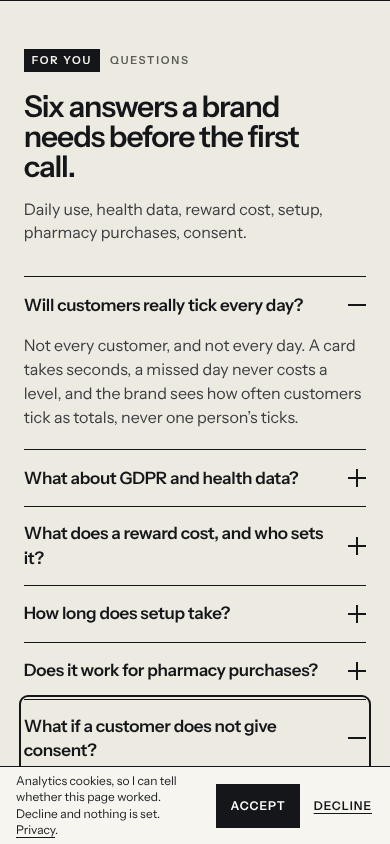 FOR YOU QUESTIONS
Six answers a brand
needs before the first
call.
Daily use, health data, reward cost, setup,
pharmacy purchases, consent.
Will customers really tick every day?
Not every customer, and not every day. A card
takes seconds, a missed day never costs a
level, and the brand sees how often customers
tick as totals, never one person’s ticks.
What about GDPR and health data?
What does a reward cost, and who sets
it?
How long does setup take?
Does it work for pharmacy purchases?
What if a customer does not give
consent?
Analytics cookies, so I can tell
whether this page worked.
Decline and nothing is set.
Privacy.
ACCEPT DECLINE